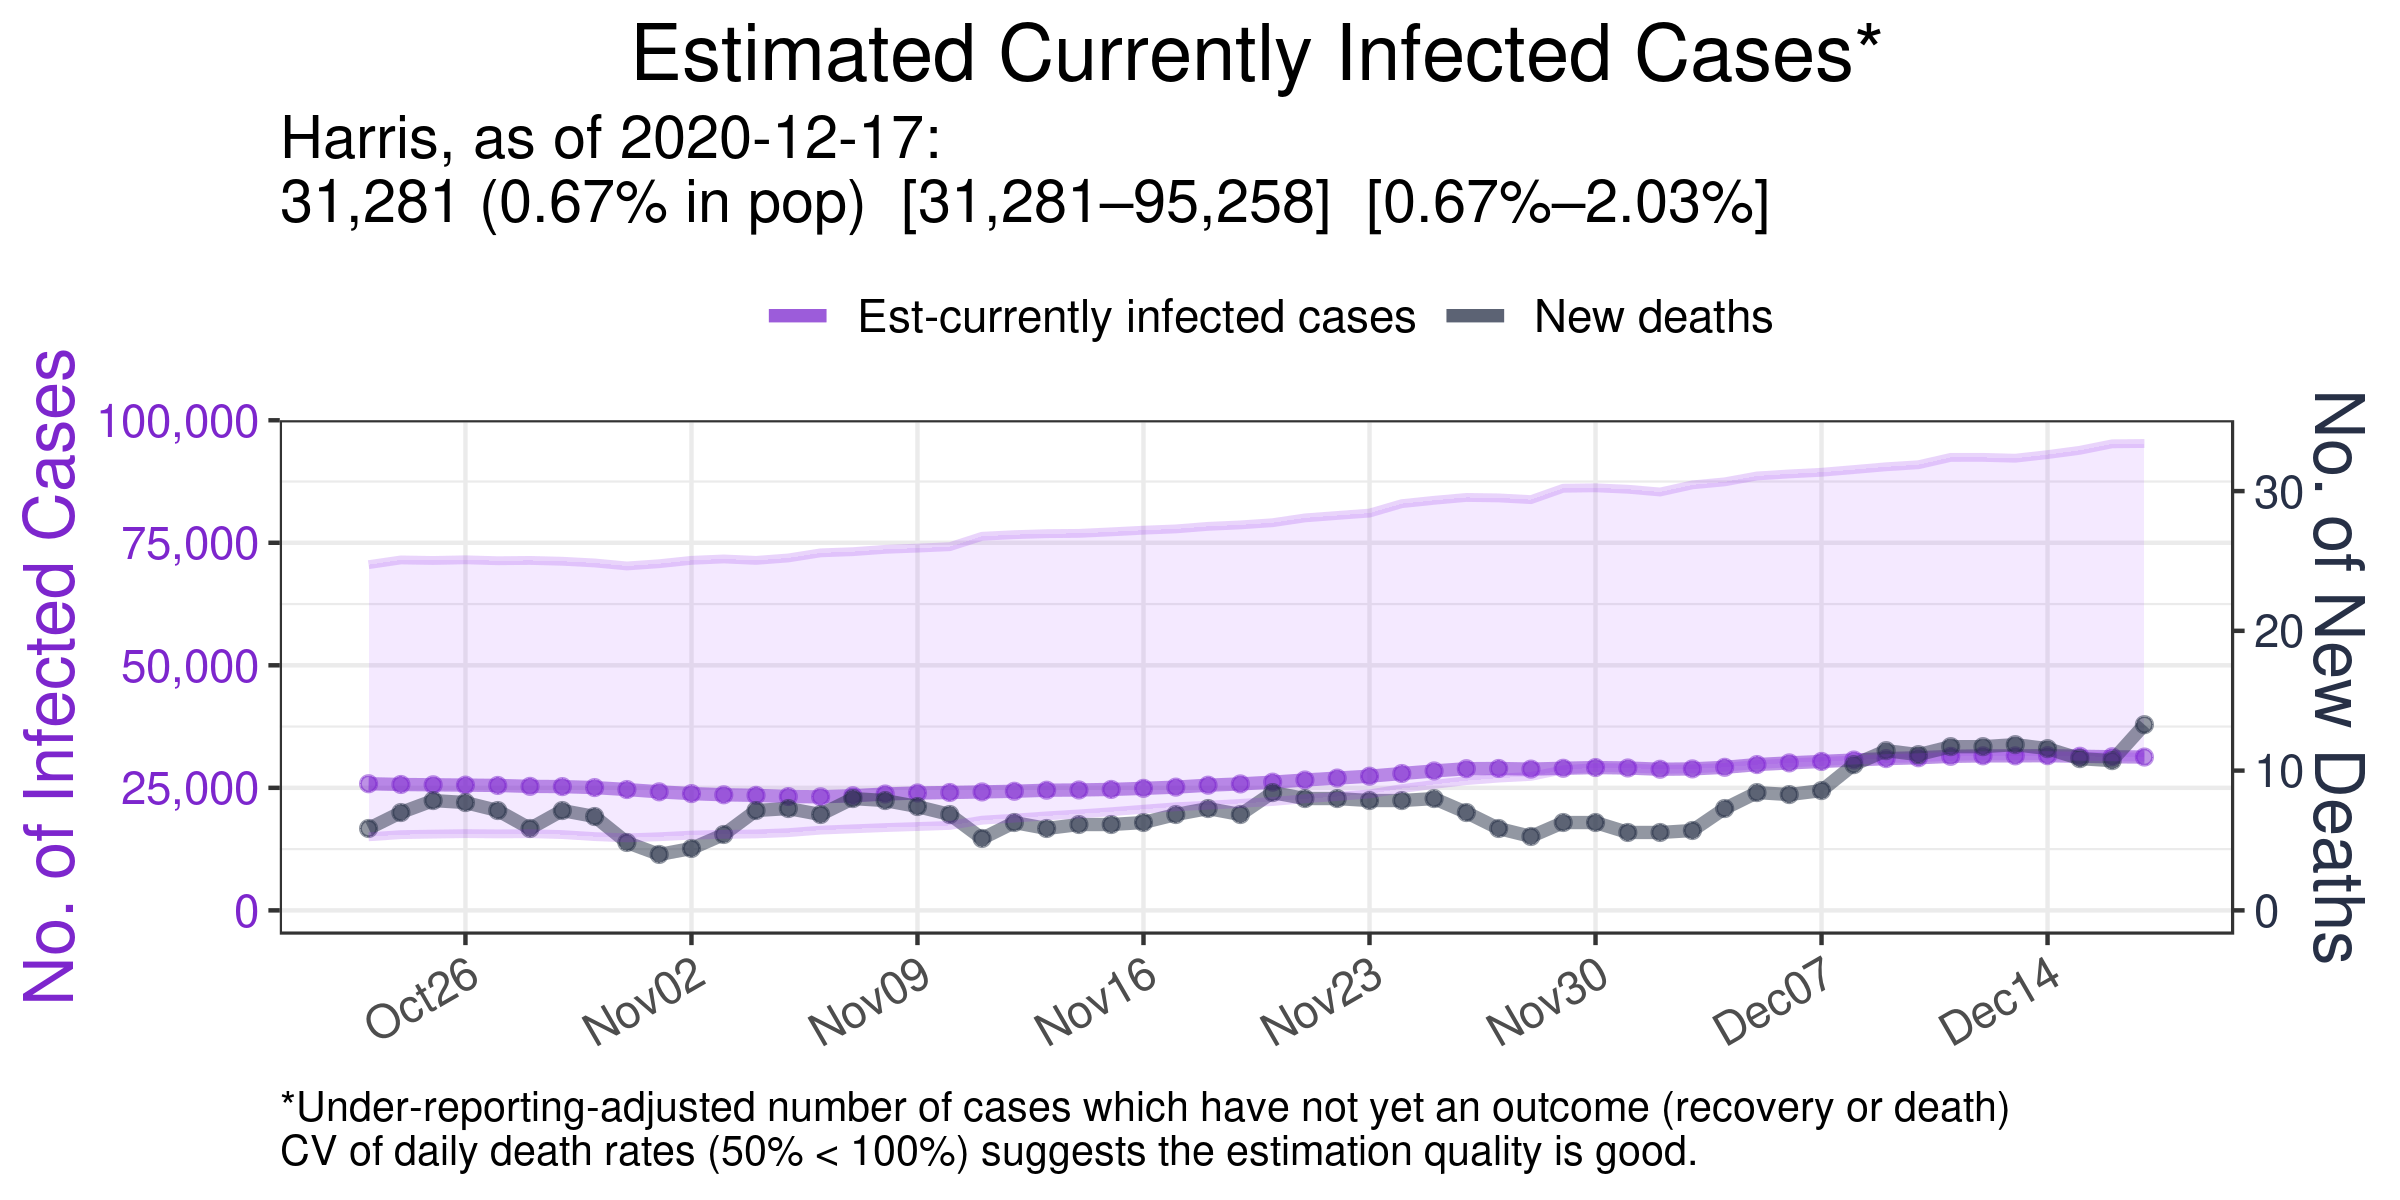 Estimated Currently Infected Cases*
Harris, as of 2020-12-17:
31,281 (0.67% in pop) [31,281–95,258] [0.67%–2.03%]
Est-currently infected cases
New deaths
No. of Infected Cases
100,000
75,000
50,000
25,000
0
No. of New Deaths
30
20
10
0
Oct26
Nov02
Nov09
Nov16
Nov23
Nov30
Dec07
Dec14
*Under-reporting-adjusted number of cases which have not yet an outcome (recovery or death)
CV of daily death rates (50% < 100%) suggests the estimation quality is good.